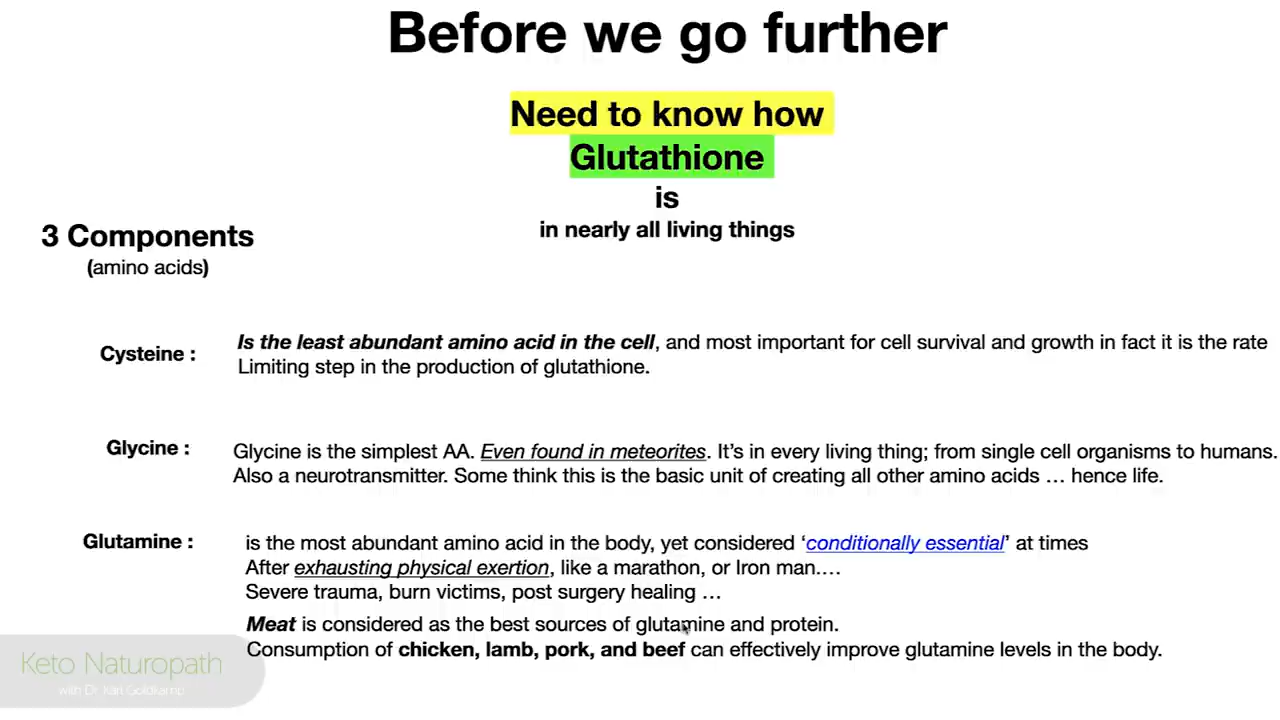 Before we go further
Need to know how
Glutathione
is
in nearly all living things
3 Components
(amino acids)
Cysteine :
Is the least abundant amino acid in the cell, and most important for cell survival and growth in fact it is the rate
Limiting step in the production of glutathione.
Glycine :
Glycine is the simplest AA. Even found in meteorites. It's in every living thing; from single cell organisms to humans.
Also a neurotransmitter. Some think this is the basic unit of creating all other amino acids … hence life.
Glutamine :
is the most abundant amino acid in the body, yet considered ‘conditionally essential’ at times
After exhausting physical exertion, like a marathon, or Iron man….
Severe trauma, burn victims, post surgery healing …
Meat is considered as the best sources of glutamine and protein.
Consumption of chicken, lamb, pork, and beef can effectively improve glutamine levels in the body.
Keto Naturopath
with Dr. Karl Goldkamp